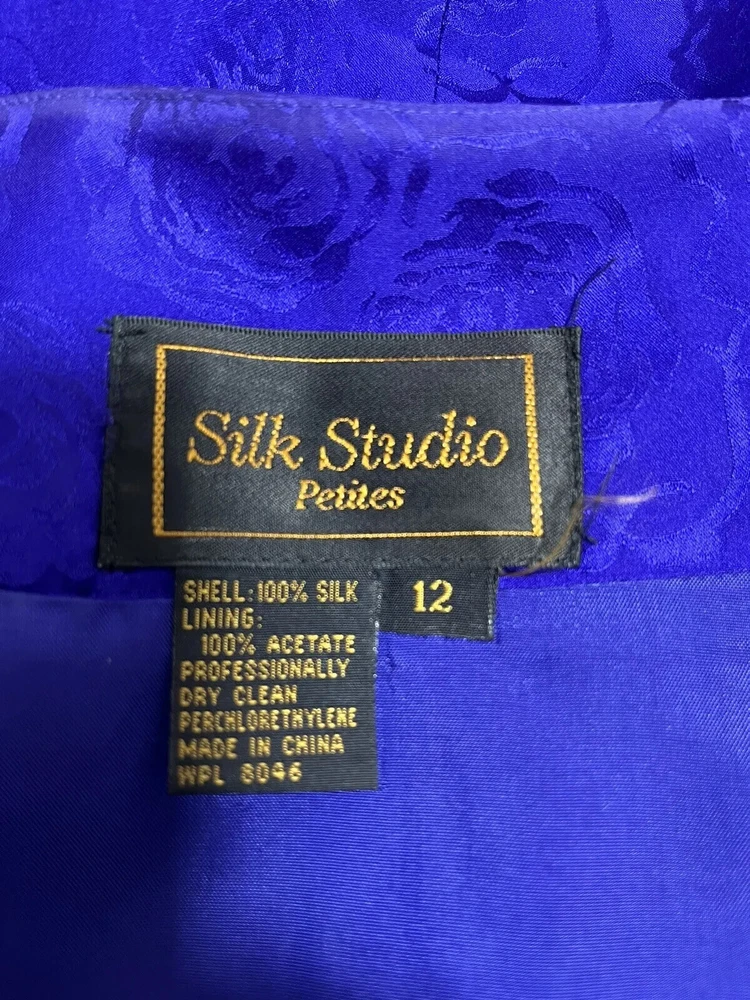 Silk Studio
Petites
12
SHELL: 100% SILK
LINING:
100% ACETATE
PROFESSIONALLY
DRY CLEAN
PERCHLORETHYLENE
MADE IN CHINA
WPL 8046